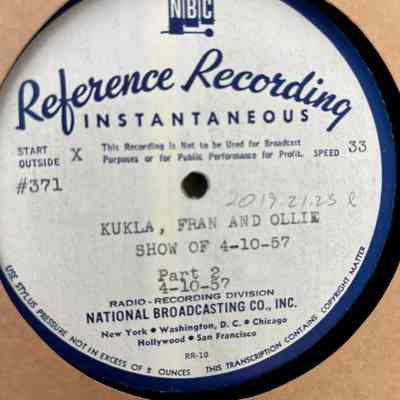 NBC
Reference Recording
INSTANTANEOUS
START OUTSIDE X
This Recording Is Not to be Used for Broadcast
Purposes or for Public Performance for Profit.
SPEED 33
#371
2019.21.23 R
KUKLA, FRAN AND OLLIE
SHOW OF 4-10-57
Part 2
4-10-57
RADIO-RECORDING DIVISION
NATIONAL BROADCASTING CO., INC.
New York • Washington, D. C. • Chicago
Hollywood • San Francisco
RR-10
USE STYLUS PRESSURE NOT IN EXCESS OF 2 OUNCES
THIS TRANSCRIPTION CONTAINS COPYRIGHT MATTER